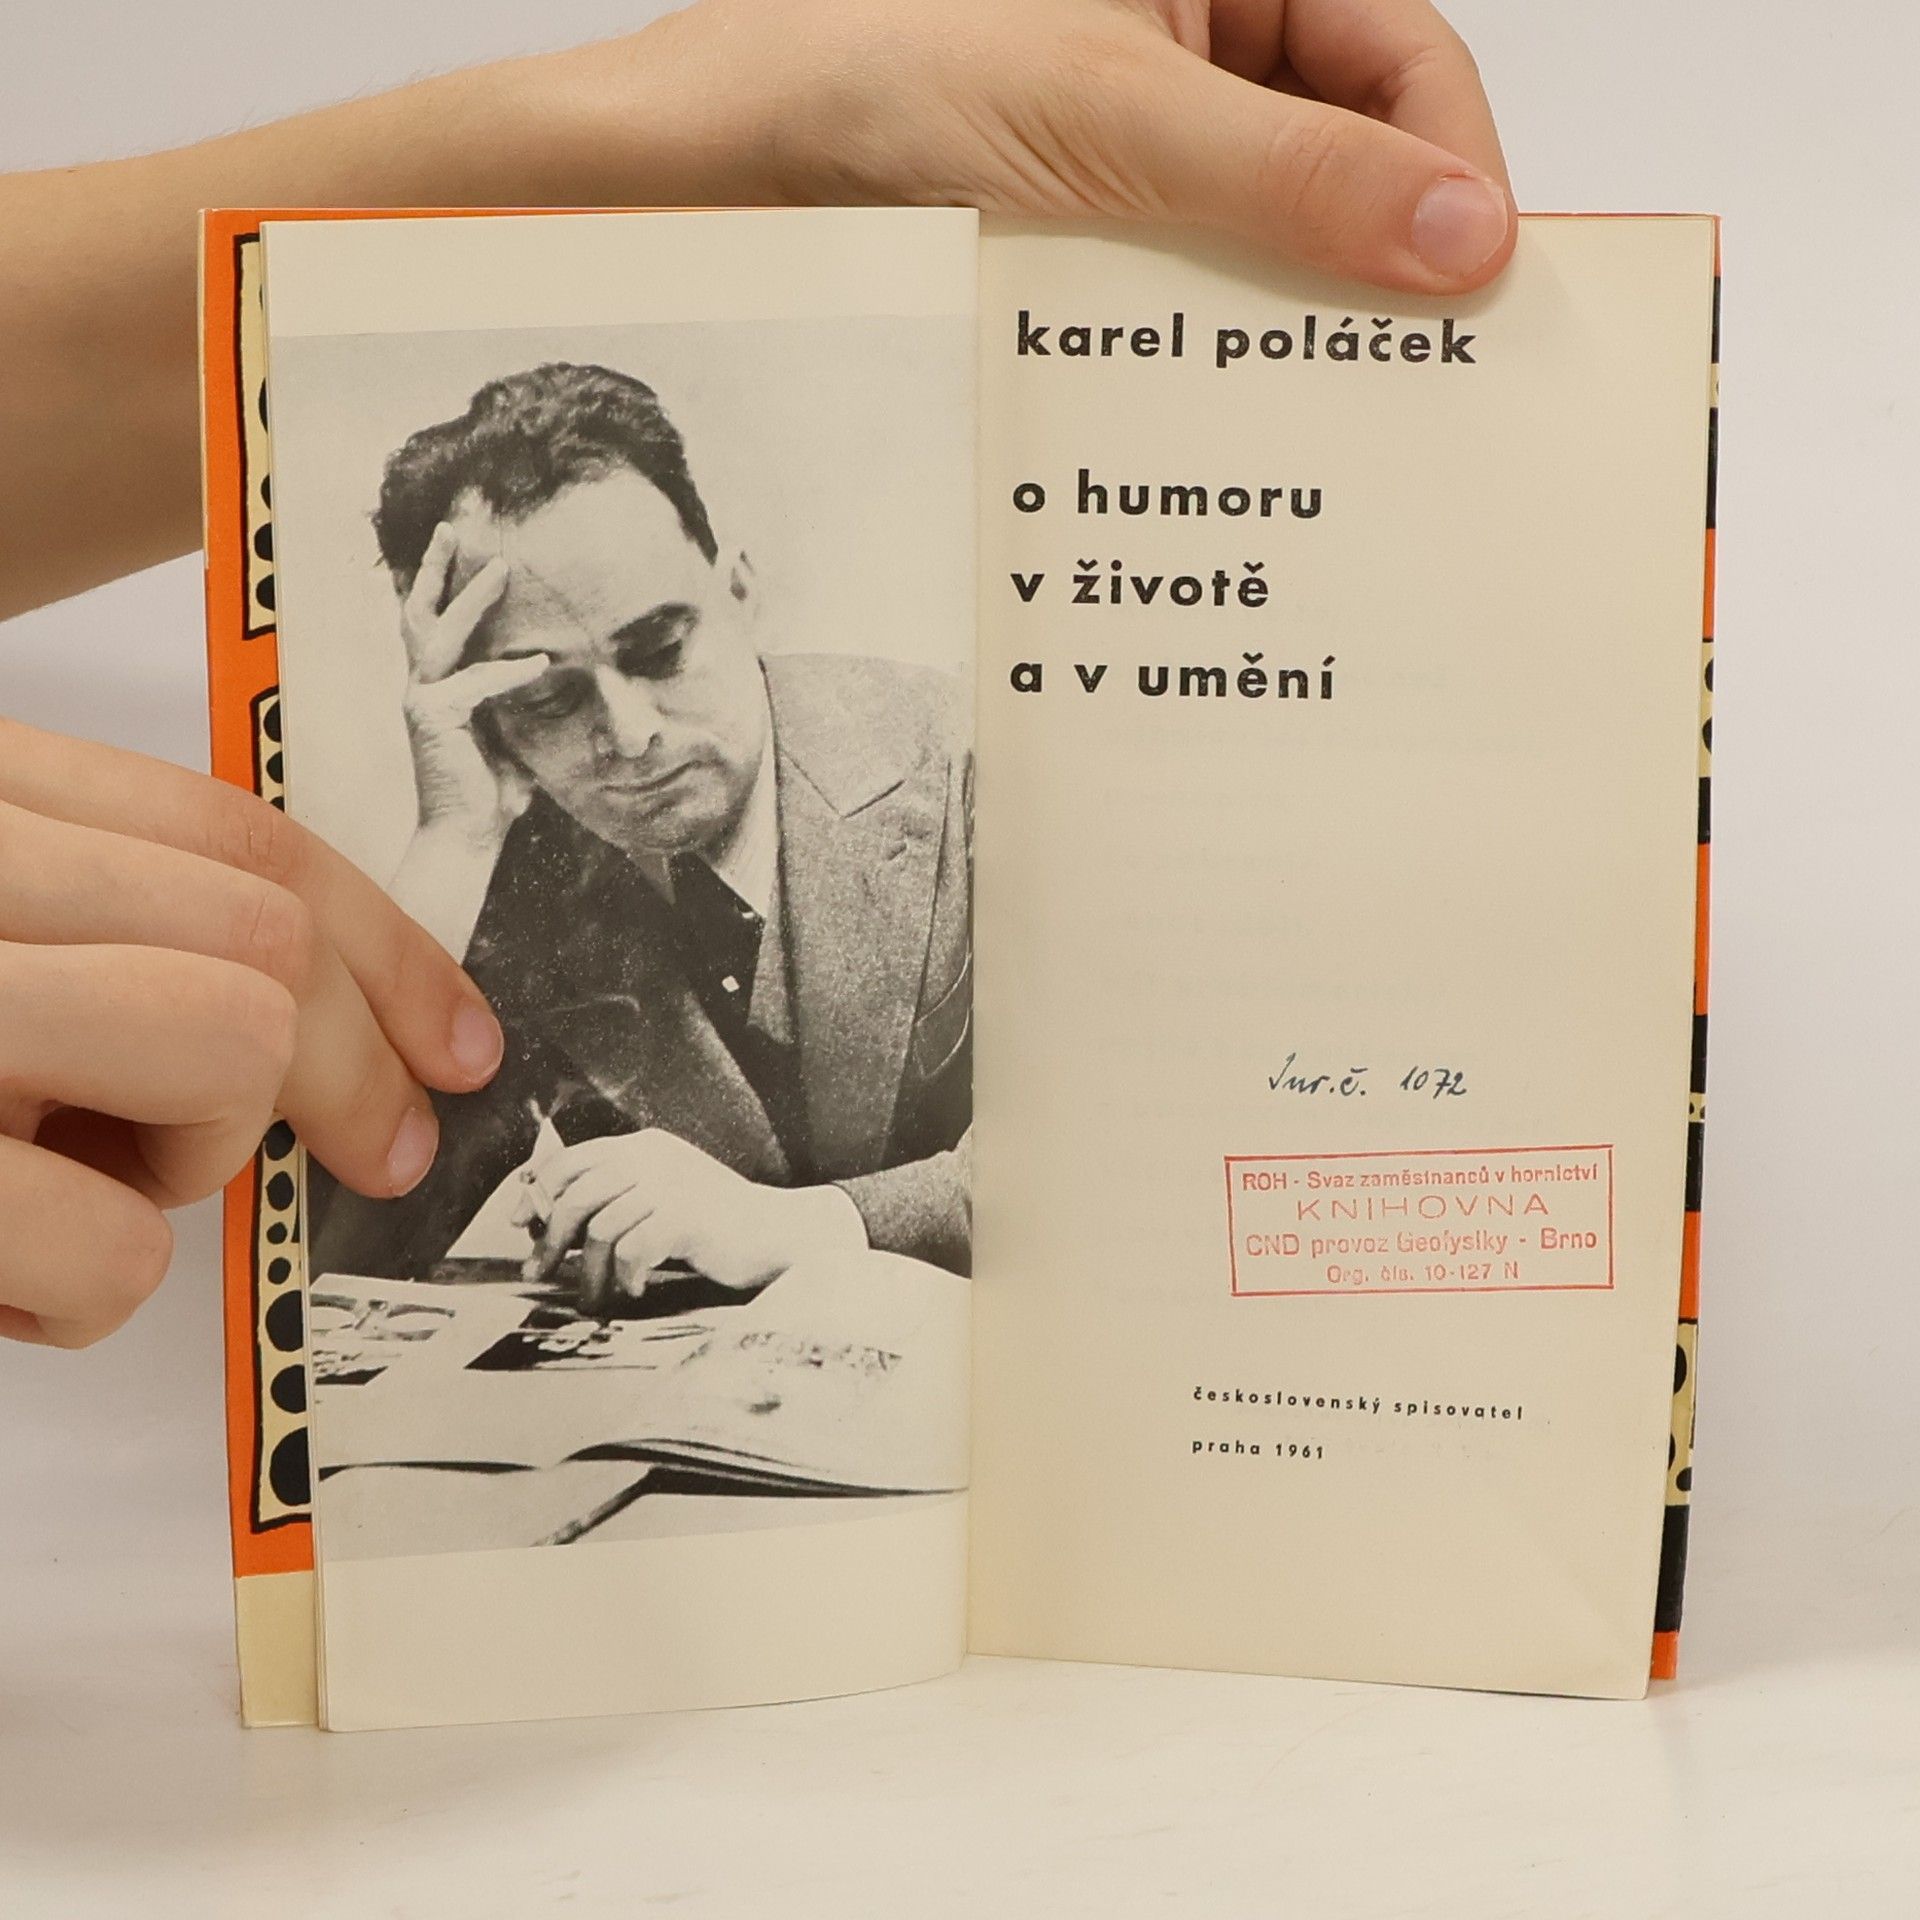 karel poláček
o humoru
v životě
a v umění
Inv.č. 1072
ROH - Svaz zaměstnanců v hornictví
KNIHOVNA
CND provoz Geofysiky - Brno
Org. čís. 10-127 N
československý spisovatel
praha 1961